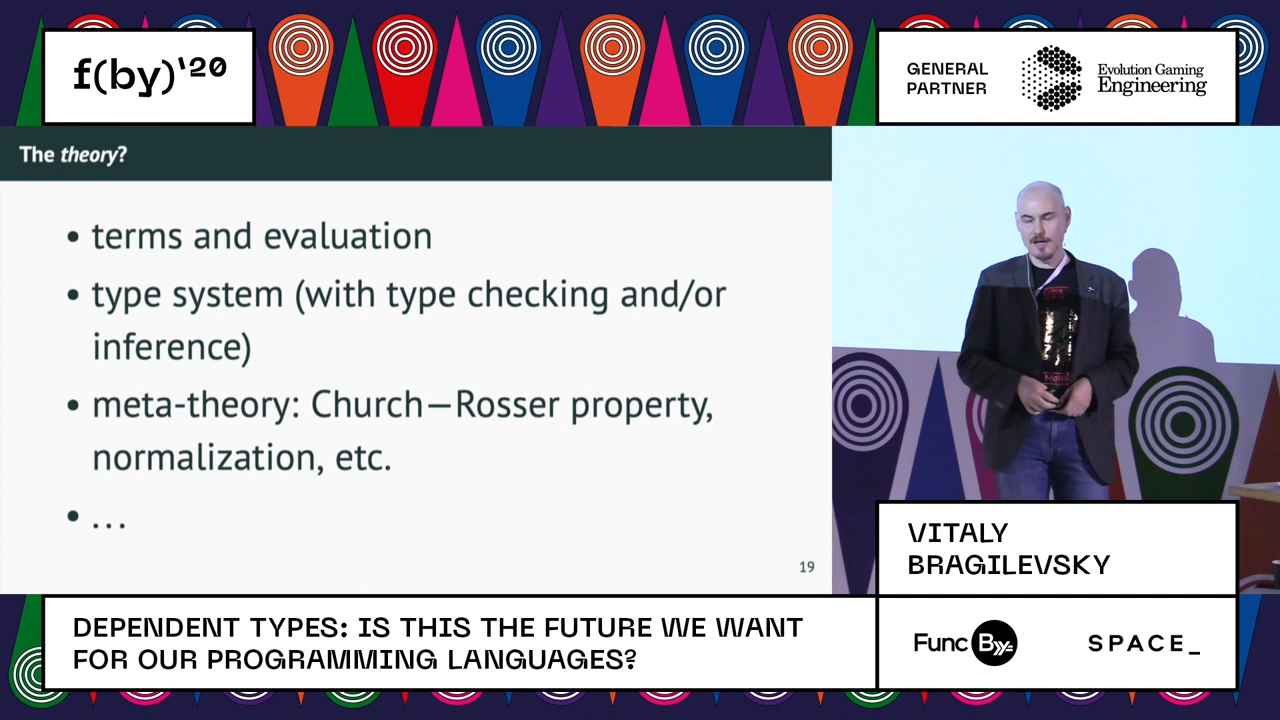 f(by)'20
GENERAL
PARTNER
Evolution Gaming
Engineering
The theory?
• terms and evaluation
• type system (with type checking and/or
inference)
• meta-theory: Church—Rosser property,
normalization, etc.
• ...
19
VITALY
BRAGILEVSKY
DEPENDENT TYPES: IS THIS THE FUTURE WE WANT
FOR OUR PROGRAMMING LANGUAGES?
Func By
SPACE_